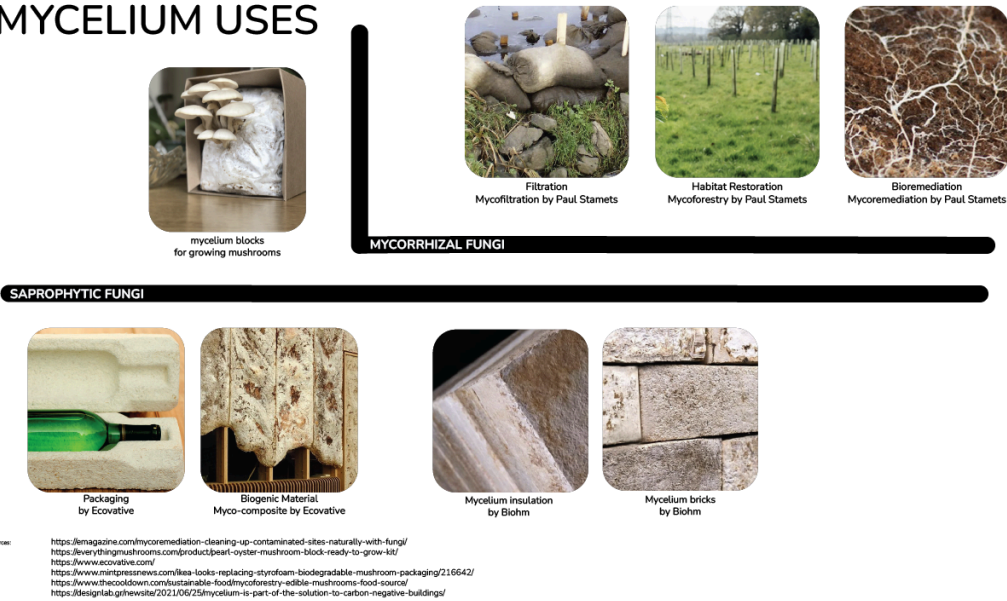 MYCELIUM USES
mycelium blocks
for growing mushrooms
Filtration
Mycofiltration by Paul Stamets
Habitat Restoration
Mycoforestry by Paul Stamets
Bioremediation
Mycoremediation by Paul Stamets
MYCORRHIZAL FUNGI
SAPROPHYTIC FUNGI
Packaging
by Ecovative
Biogenic Material
Myco-composite by Ecovative
Mycelium insulation
by Biohm
Mycelium bricks
by Biohm
https://emagazine.com/mycoremediation-cleaning-up-contaminated-sites-naturally-with-fungi/
https://everythingmushrooms.com/product/pearl-oyster-mushroom-block-ready-to-grow-kit/
https://www.ecovative.com/
https://www.mintpressnews.com/ikea-looks-replacing-styrofoam-biodegradable-mushroom-packaging/216642/
https://www.thecooldown.com/sustainable-food/mycoforestry-edible-mushrooms-food-source/
https://designlab.gr/newsite/2021/06/25/mycelium-is-part-of-the-solution-to-carbon-negative-buildings/